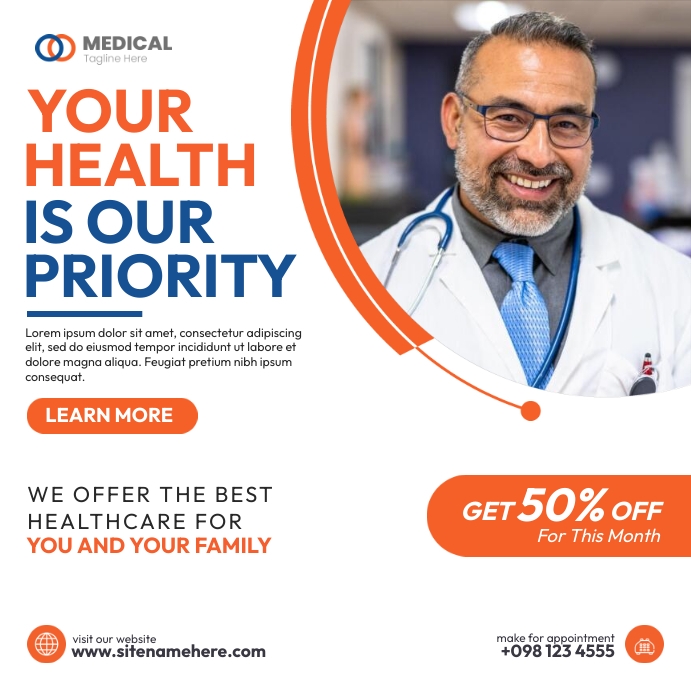 MEDICAL
Tagline Here
YOUR
HEALTH
IS OUR
PRIORITY
Lorem ipsum dolor sit amet, consectetur adipiscing
elit, sed do eiusmod tempor incididunt ut labore et
dolore magna aliqua. Feugiat pretium nibh ipsum
consequat.
LEARN MORE
WE OFFER THE BEST
HEALTHCARE FOR
YOU AND YOUR FAMILY
GET 50% OFF
For This Month
visit our website
www.sitenamehere.com
make for appointment
+098 123 4555